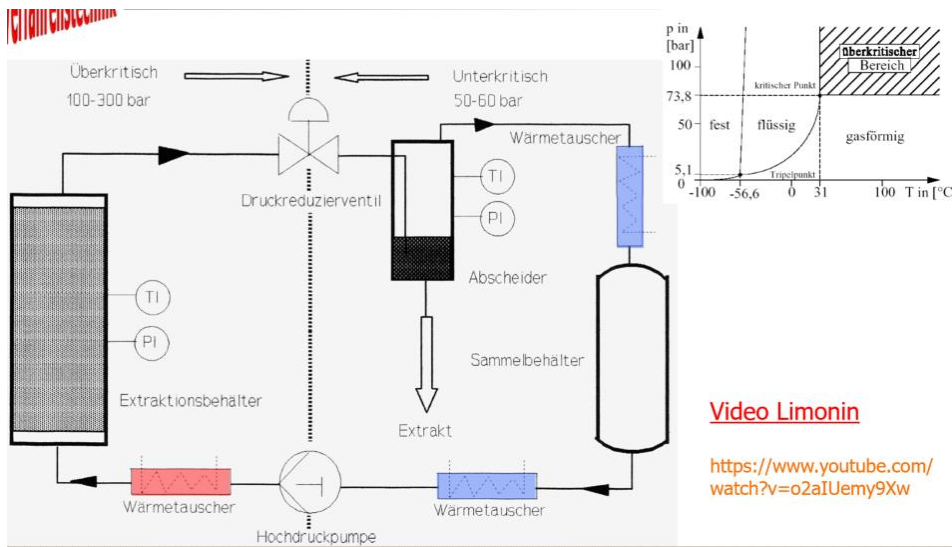 Verfahrenstechnik
Überkritisch
100-300 bar
Unterkritisch
50-60 bar
Wärmetauscher
Druckreduzierventil
TI
PI
Abscheider
TI
PI
Extraktionsbehälter
Sammelbehälter
Extrakt
Wärmetauscher
Wärmetauscher
Hochdruckpumpe
p in
[bar]
100
73,8
50
5,1
0
überkritischer
Bereich
kritischer Punkt
fest
flüssig
gasförmig
Tripelpunkt
-100
-56,6
0
31
100
T in [°C
Video Limonin
https://www.youtube.com/
watch?v=o2aIUemy9Xw